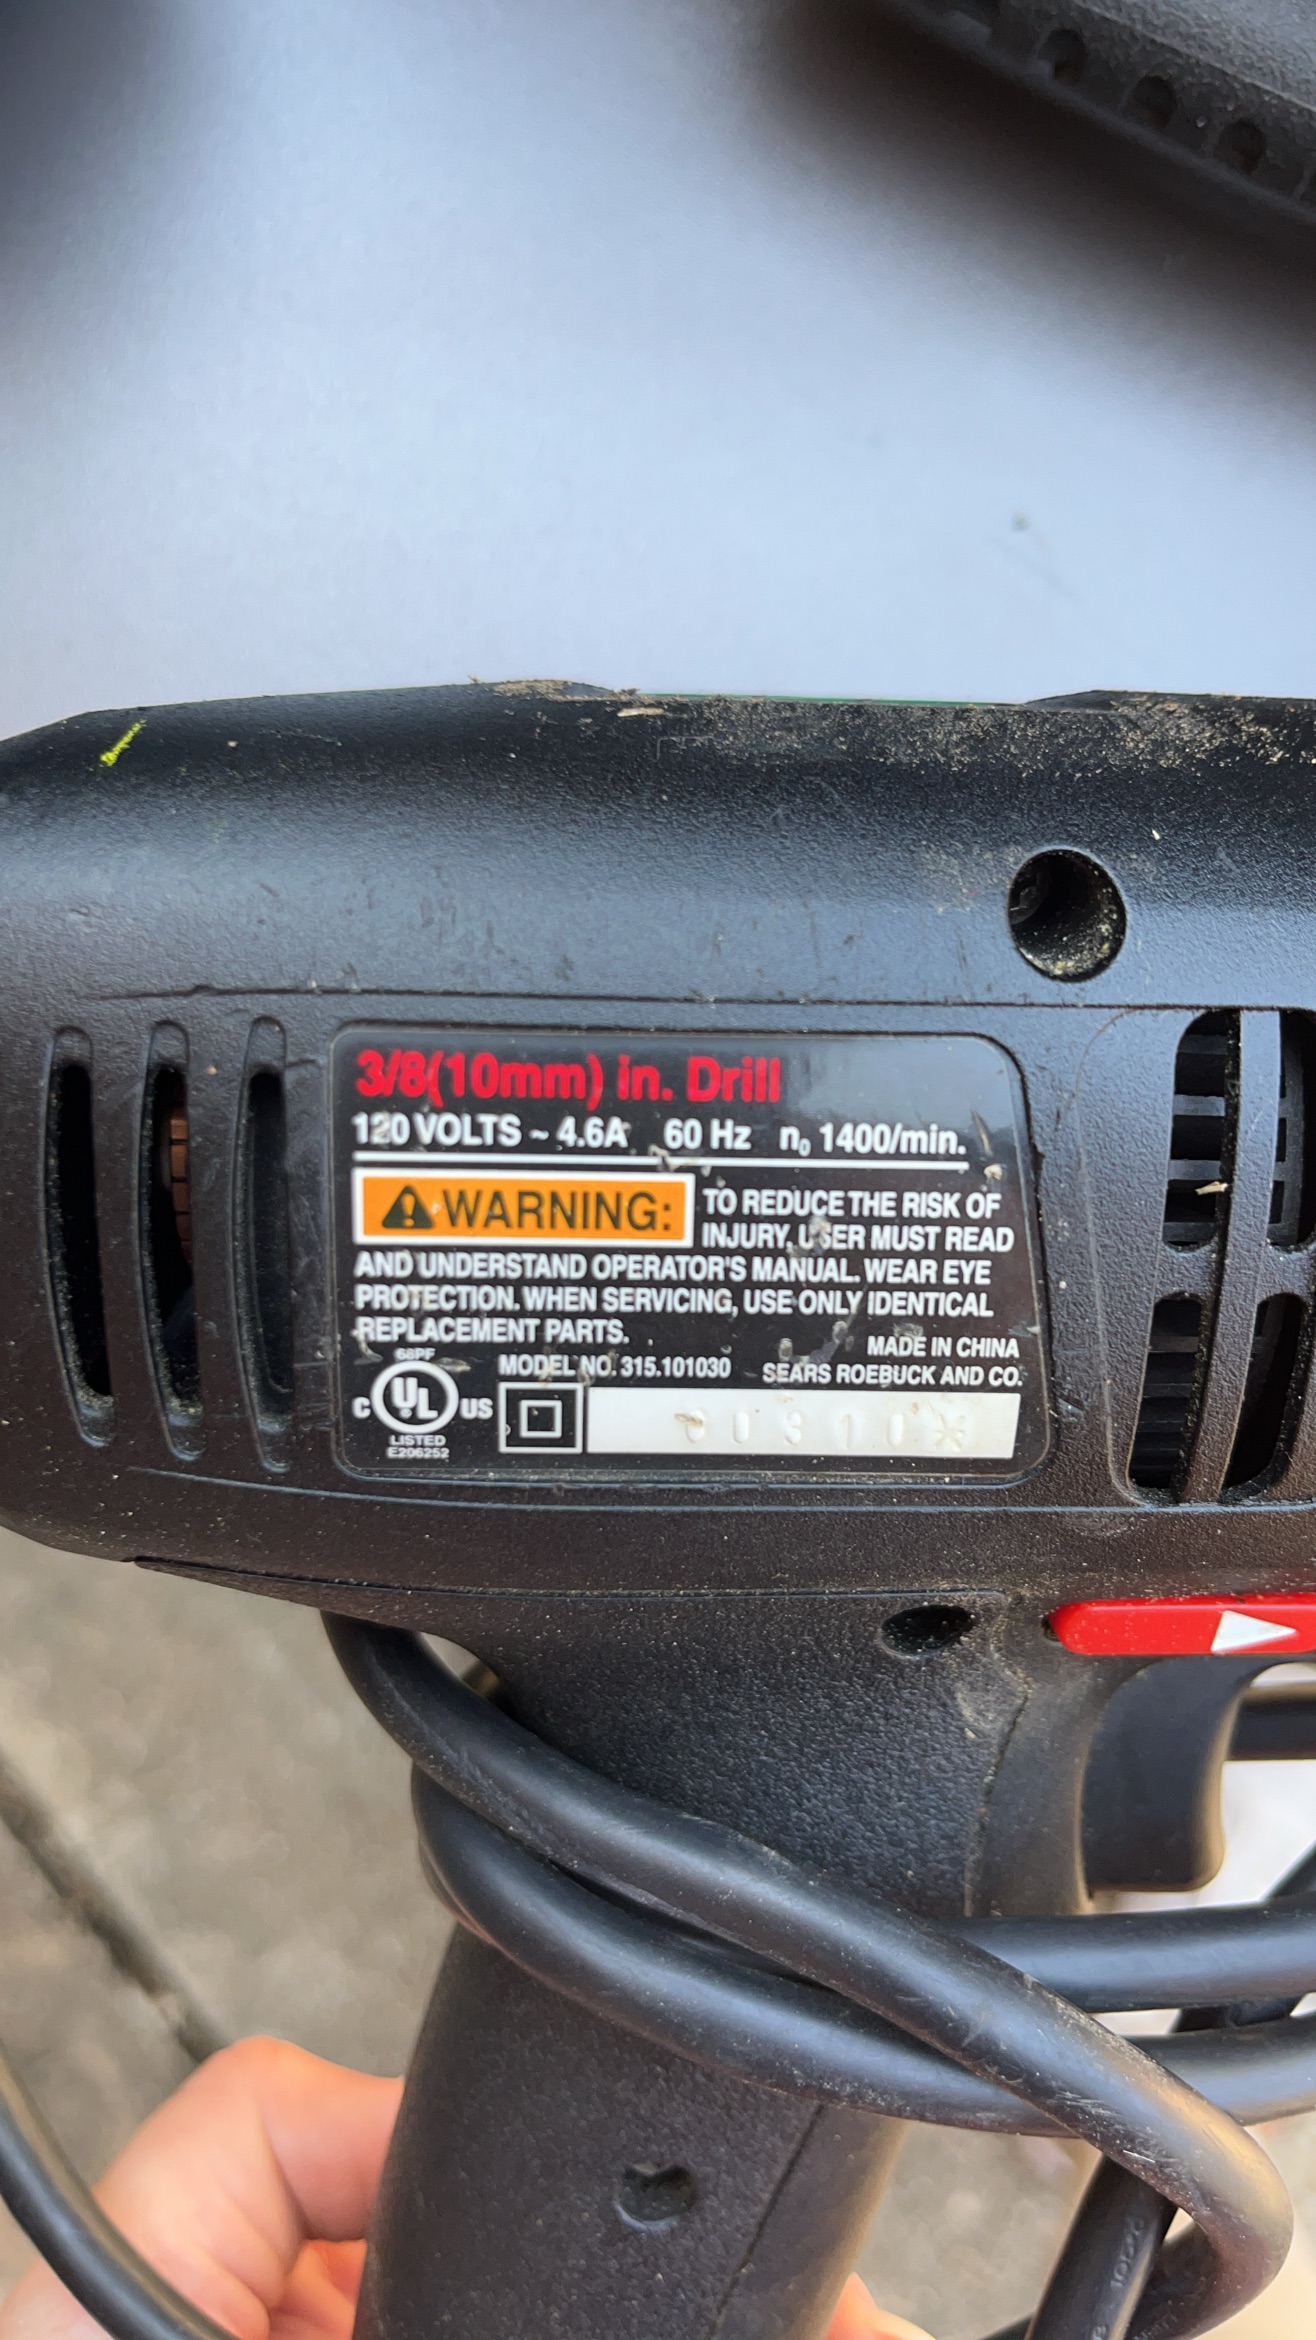 3/8(10mm) in. Drill
120 VOLTS ~ 4.6A 60 Hz n₀ 1400/min.
WARNING: TO REDUCE THE RISK OF
INJURY, USER MUST READ
AND UNDERSTAND OPERATOR'S MANUAL. WEAR EYE
PROTECTION. WHEN SERVICING, USE ONLY IDENTICAL
REPLACEMENT PARTS.
MADE IN CHINA
68PF
MODEL NO. 315.101030 SEARS ROEBUCK AND CO.
C UL US
LISTED
E206252